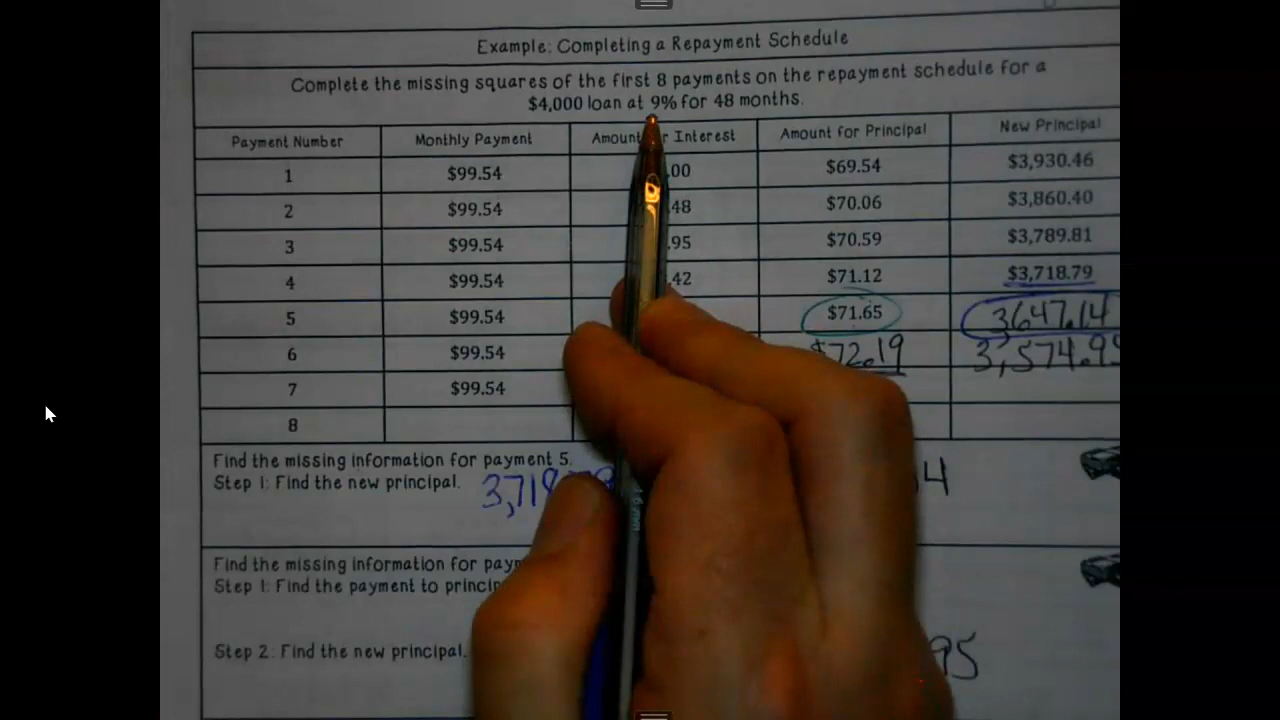 Example: Completing a Repayment Schedule
Complete the missing squares of the first 8 payments on the repayment schedule for a
$4,000 loan at 9% for 48 months.
Payment Number Monthly Payment Interest Amount for Principal New Principal
1 $99.54 .00 $69.54 $3,930.46
2 $99.54 .48 $70.06 $3,860.40
3 $99.54 .95 $70.59 $3,789.81
4 $99.54 .42 $71.12 $3,718.79
5 $99.54 $71.65 3647.14
6 $99.54 $72.19 3,574.95
7 $99.54
8
Find the missing information for payment 5.
Step 1: Find the new principal. 3,718
Find the missing information for
Step 1: Find the payment to
Step 2: Find the new principal. 95